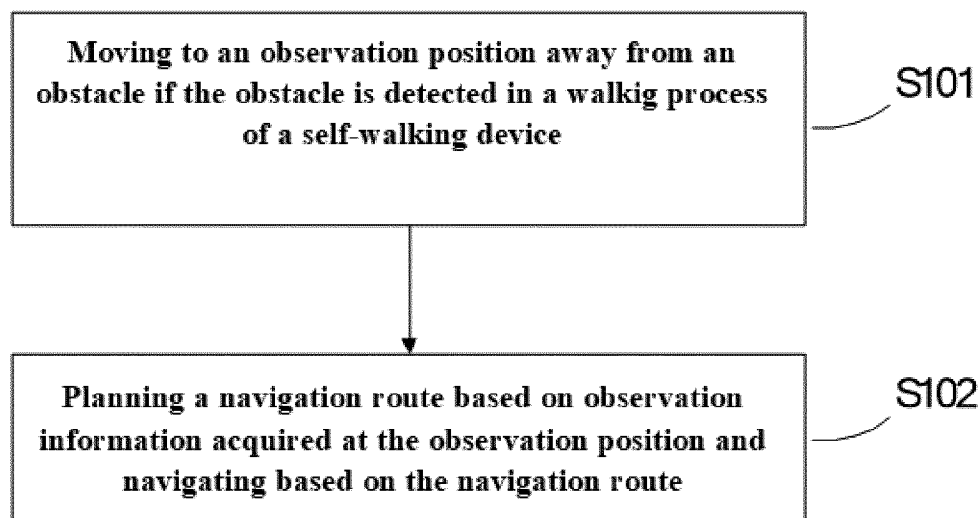 Moving to an observation position away from an
obstacle if the obstacle is detected in a walkig process
of a self-walking device
S101
Planning a navigation route based on observation
information acquired at the observation position and
navigating based on the navigation route
S102